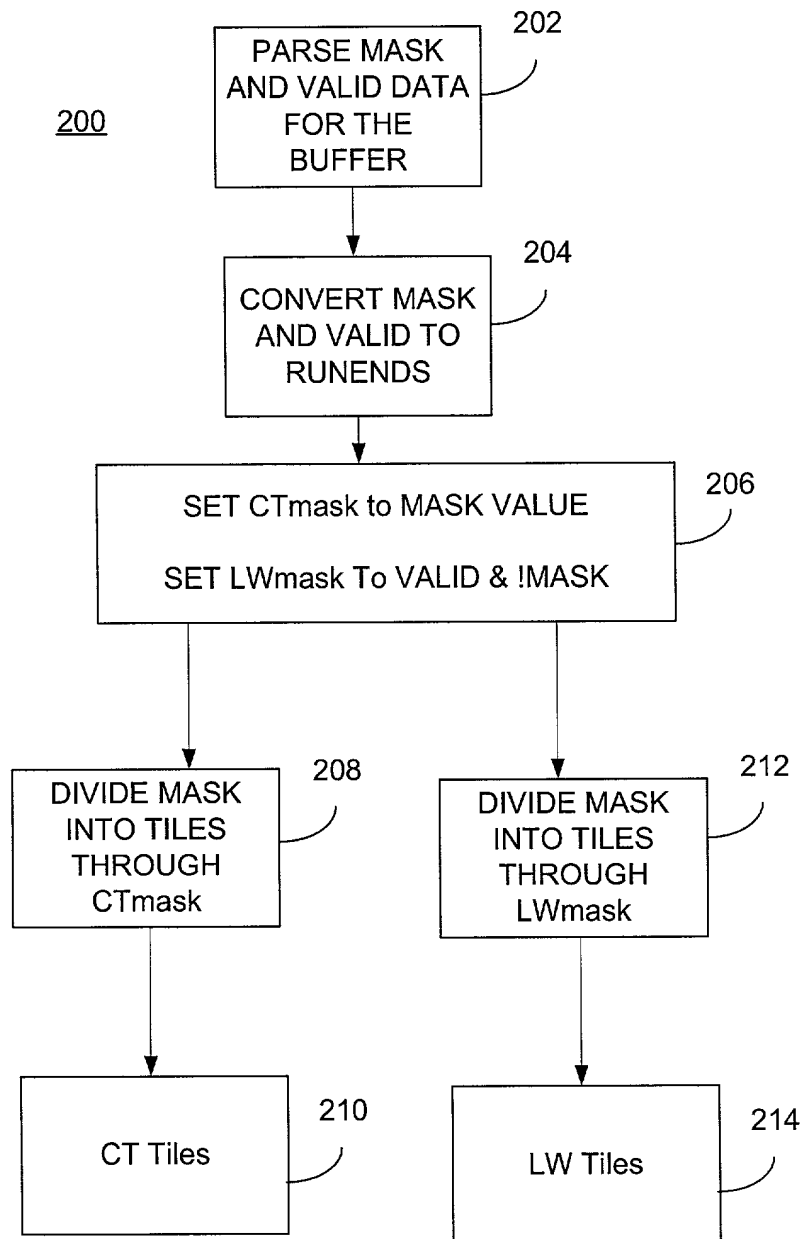 202
PARSE MASK
AND VALID DATA
FOR THE
BUFFER
200
204
CONVERT MASK
AND VALID TO
RUNENDS
206
SET CTmask to MASK VALUE
SET LWmask To VALID & !MASK
208
DIVIDE MASK
INTO TILES
THROUGH
CTmask
212
DIVIDE MASK
INTO TILES
THROUGH
LWmask
210
CT Tiles
214
LW Tiles